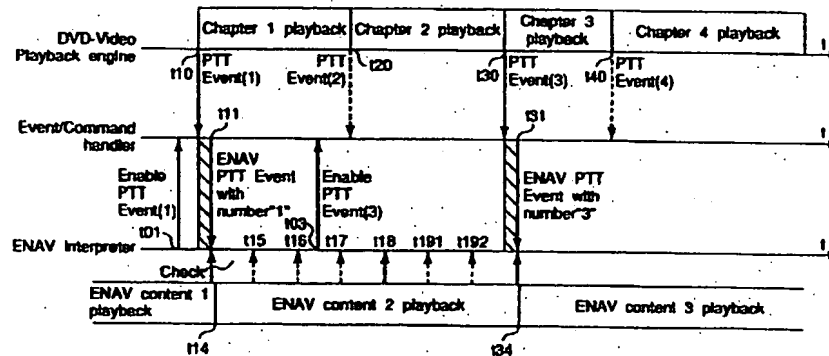 Chapter 1 playback
Chapter 2 playback
Chapter 3
playback
Chapter 4 playback
DVD-Video
Playback engine
t
t10
PTT
Event(1)
PTT
Event(2)
t20
t30
PTT
Event(3)
t40
PTT
Event(4)
t11
t31
Event/Command
handler
t
Enable
PTT
Event(1)
t01
ENAV
PTT Event
with
number"1"
t03
Enable
PTT
Event(3)
ENAV PTT
Event with
number"3"
ENAV Interpreter
t15
t16
t17
t18
t191
t192
t
Check
ENAV content 1
playback
ENAV content 2 playback
ENAV content 3 playback
t14
t34